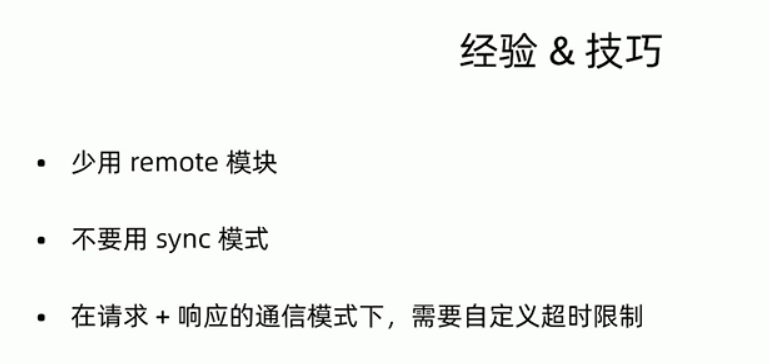 经验 & 技巧
• 少用 remote 模块
• 不要用 sync 模式
• 在请求 + 响应的通信模式下，需要自定义超时限制